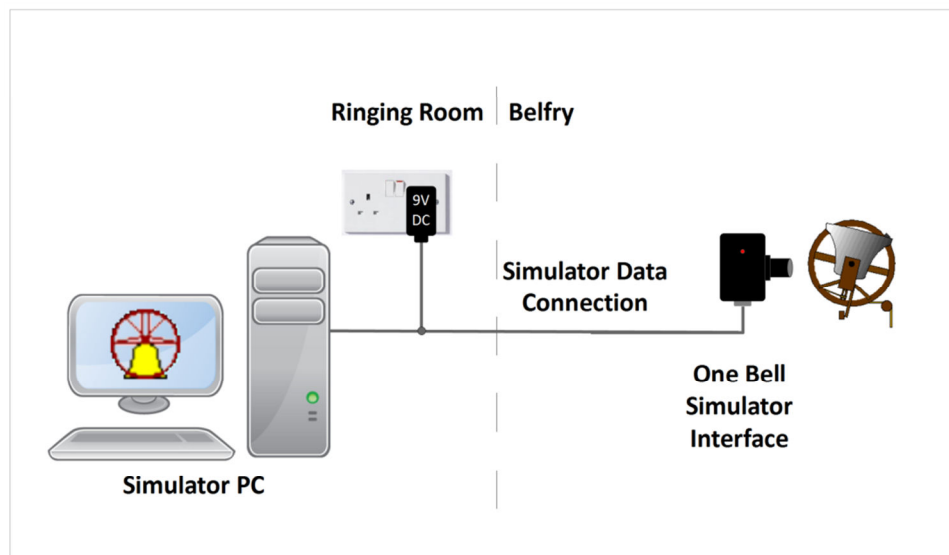 Ringing Room
Belfry
9V
DC
Simulator Data
Connection
One Bell
Simulator
Interface
Simulator PC